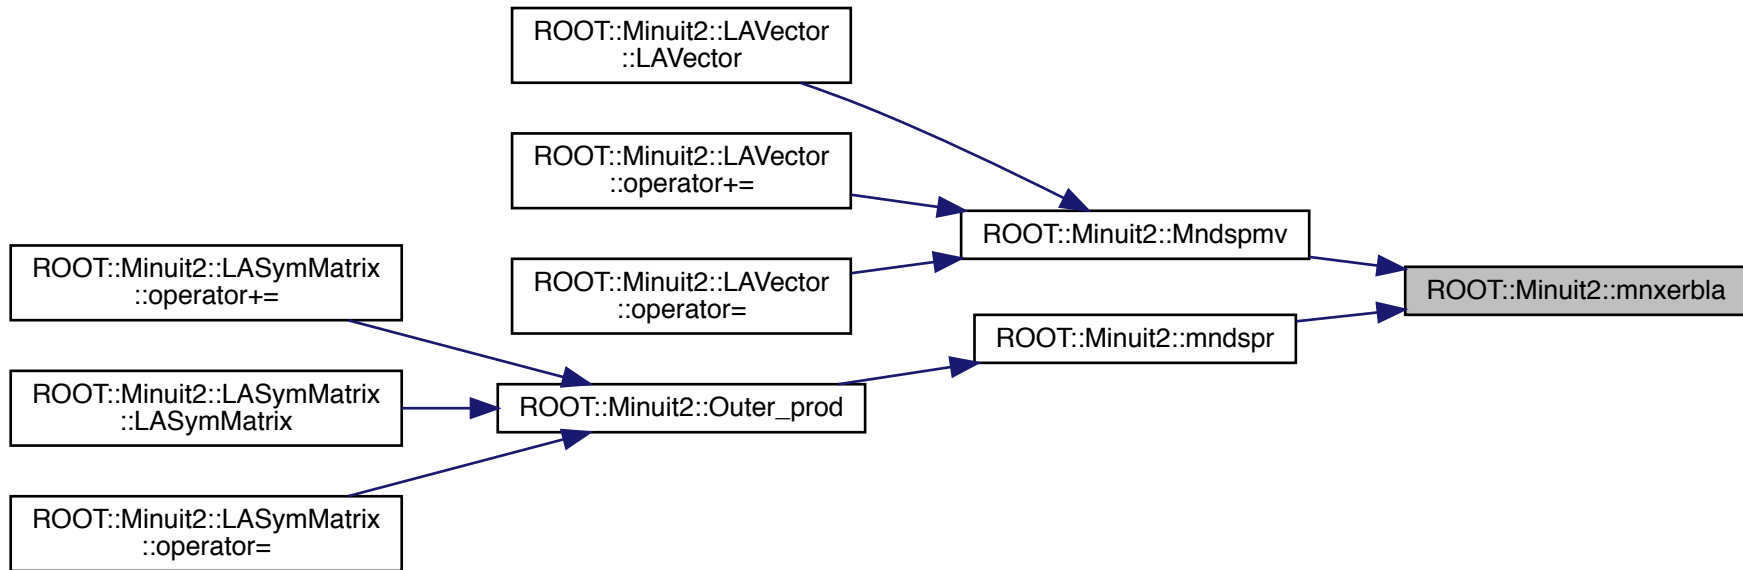 ROOT::Minuit2::LAVector
::LAVector
ROOT::Minuit2::LAVector
::operator+=
ROOT::Minuit2::Mndspmv
ROOT::Minuit2::LASymMatrix
::operator+=
ROOT::Minuit2::LAVector
::operator=
ROOT::Minuit2::mnxerbla
ROOT::Minuit2::mndspr
ROOT::Minuit2::LASymMatrix
::LASymMatrix
ROOT::Minuit2::Outer_prod
ROOT::Minuit2::LASymMatrix
::operator=